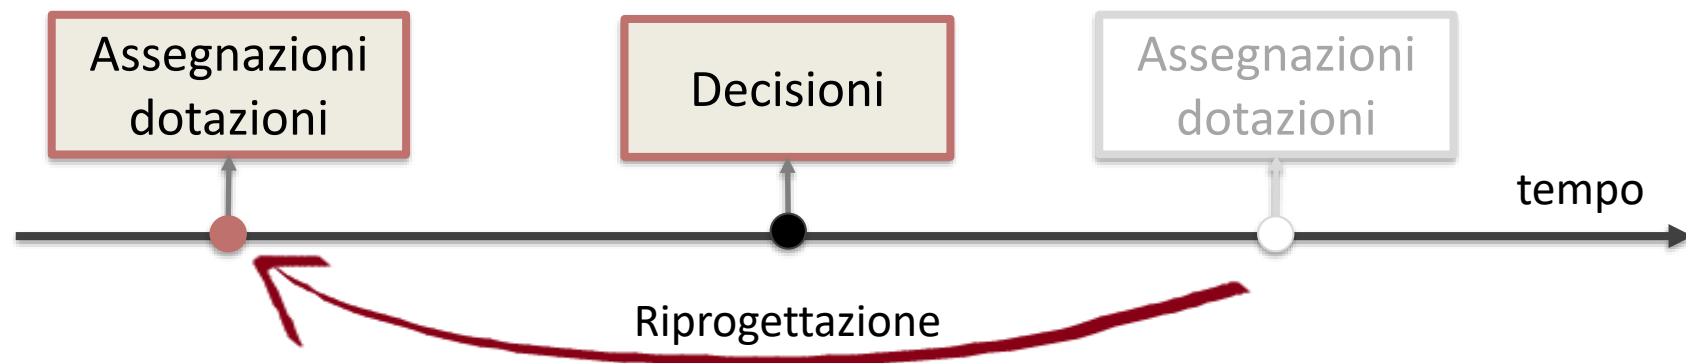 Assegnazioni
dotazioni
Decisioni
Assegnazioni
dotazioni
tempo
Riprogettazione